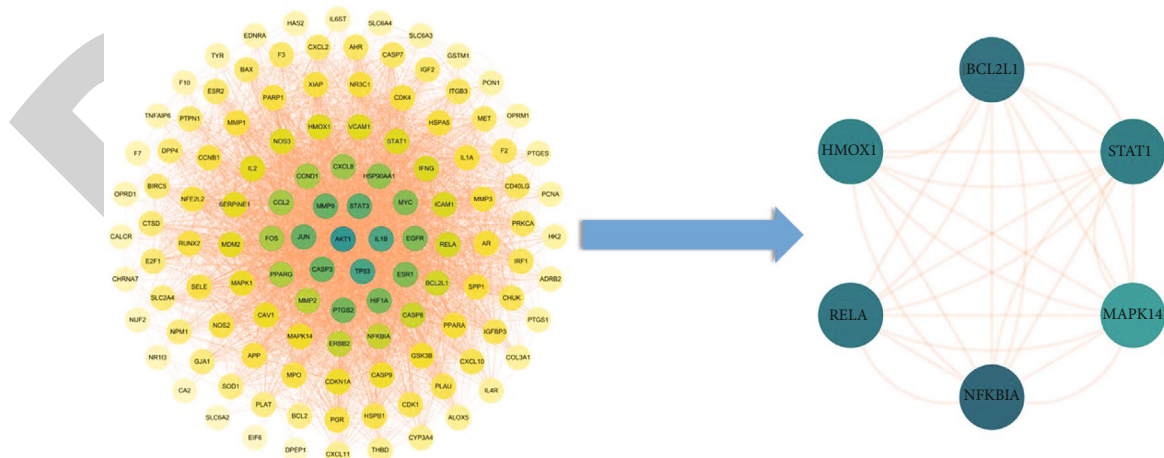 IL6ST
HAS2
SLC6A4
EDNRA
CXCL2
AHR
SLC6A3
TYR
F3
CASP7
GSTM1
BAX
XIAP
NR3C1
IGF2
F10
ESR2
PARP1
CDK4
ITGB3
PON1
TNFAIP6
PTPN1
MMP1
HMOX1
VCAM1
HSPA5
MET
OPRM1
NOS3
STAT1
F7
DPP4
CCNB1
IL2
CXCL8
IFNG
IL1A
F2
PTGES
CCND1
HSP90AA1
OPRD1
BIRC5
NFE2L2
SERPINE1
CCL2
MMP9
STAT3
MYC
ICAM1
MMP3
CD40LG
PCNA
CALCR
CTSD
RUNX2
MDM2
FOS
JUN
AKT1
IL1B
EGFR
RELA
AR
PRKCA
HK2
CHRNA7
E2F1
SELE
MAPK1
PPARG
CASP3
TP53
ESR1
BCL2L1
SPP1
IRF1
ADRB2
SLC2A4
MMP2
PTGS2
HIF1A
CASP8
CHUK
NUF2
NPM1
NOS2
CAV1
MAPK14
ERBB2
NFKBIA
PPARA
IGFBP3
PTGS1
NR1I3
GJA1
APP
GSK3B
CXCL10
COL3A1
CA2
SOD1
MPO
CDKN1A
CASP9
PLAU
IL4R
SLC6A2
PLAT
BCL2
PGR
HSPB1
CDK1
ALOX5
EIF6
DPEP1
CXCL11
THBD
CYP3A4
BCL2L1
HMOX1
STAT1
RELA
MAPK14
NFKBIA